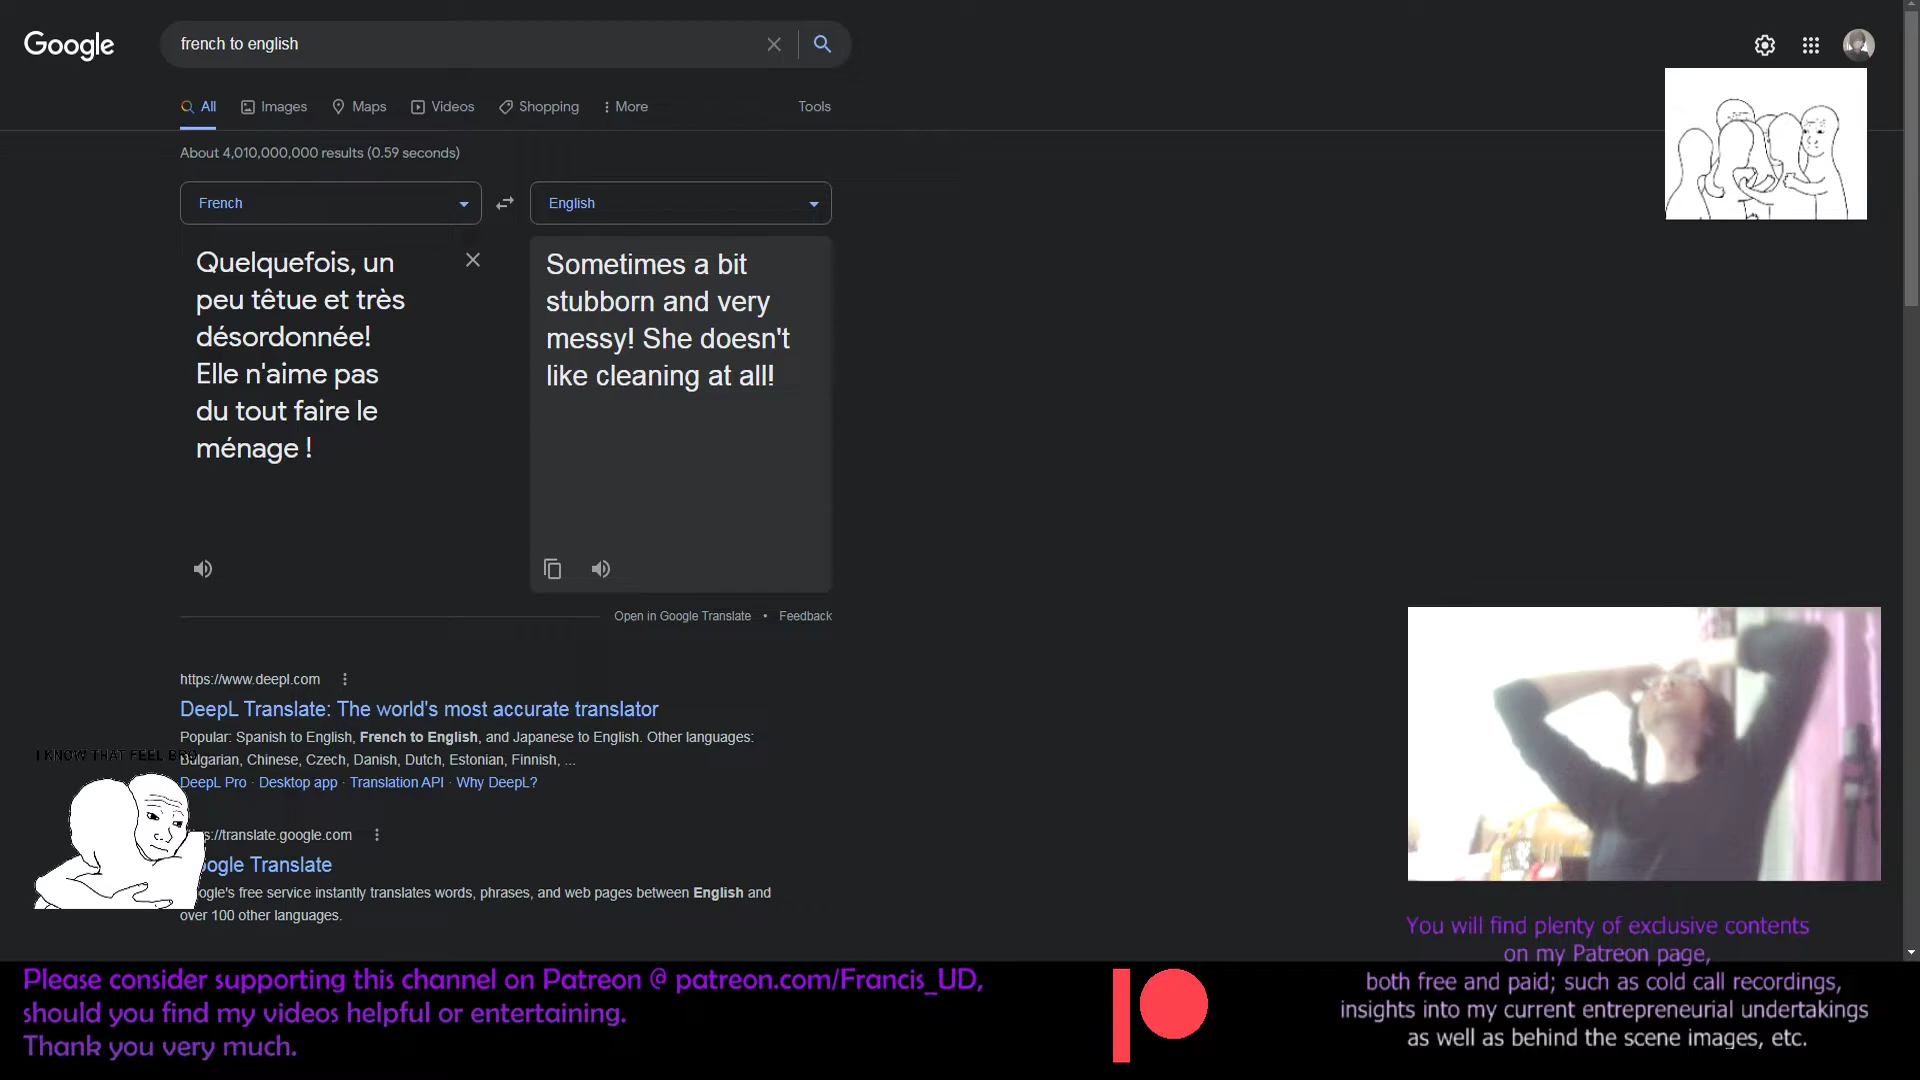 Google
french to english
All
Images
Maps
Videos
Shopping
More
Tools
About 4,010,000,000 results (0.59 seconds)
French
English
Quelquefois, un
peu têtue et très
désordonnée!
Elle n'aime pas
du tout faire le
ménage !
Sometimes a bit
stubborn and very
messy! She doesn't
like cleaning at all!
Open in Google Translate • Feedback
https://www.deepl.com
DeepL Translate: The world's most accurate translator
Popular: Spanish to English, French to English, and Japanese to English. Other languages:
Bulgarian, Chinese, Czech, Danish, Dutch, Estonian, Finnish, ...
DeepL Pro · Desktop app · Translation API · Why DeepL?
I KNOW THAT FEEL BRO
s://translate.google.com
oogle Translate
ogle's free service instantly translates words, phrases, and web pages between English and
over 100 other languages.
Please consider supporting this channel on Patreon @ patreon.com/Francis_UD,
should you find my videos helpful or entertaining.
Thank you very much.
You will find plenty of exclusive contents
on my Patreon page,
both free and paid; such as cold call recordings,
insights into my current entrepreneurial undertakings
as well as behind the scene images, etc.